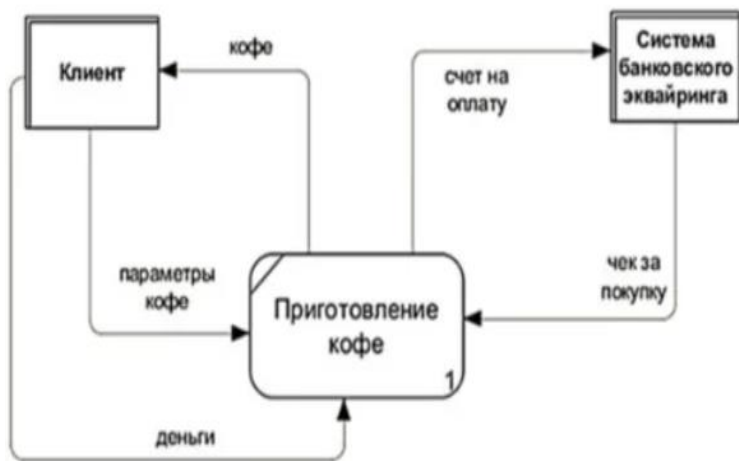 Клиент
кофе
счет на
оплату
Система
банковского
эквайринга
параметры
кофе
Приготовление
кофе
1
чек за
покупку
деньги